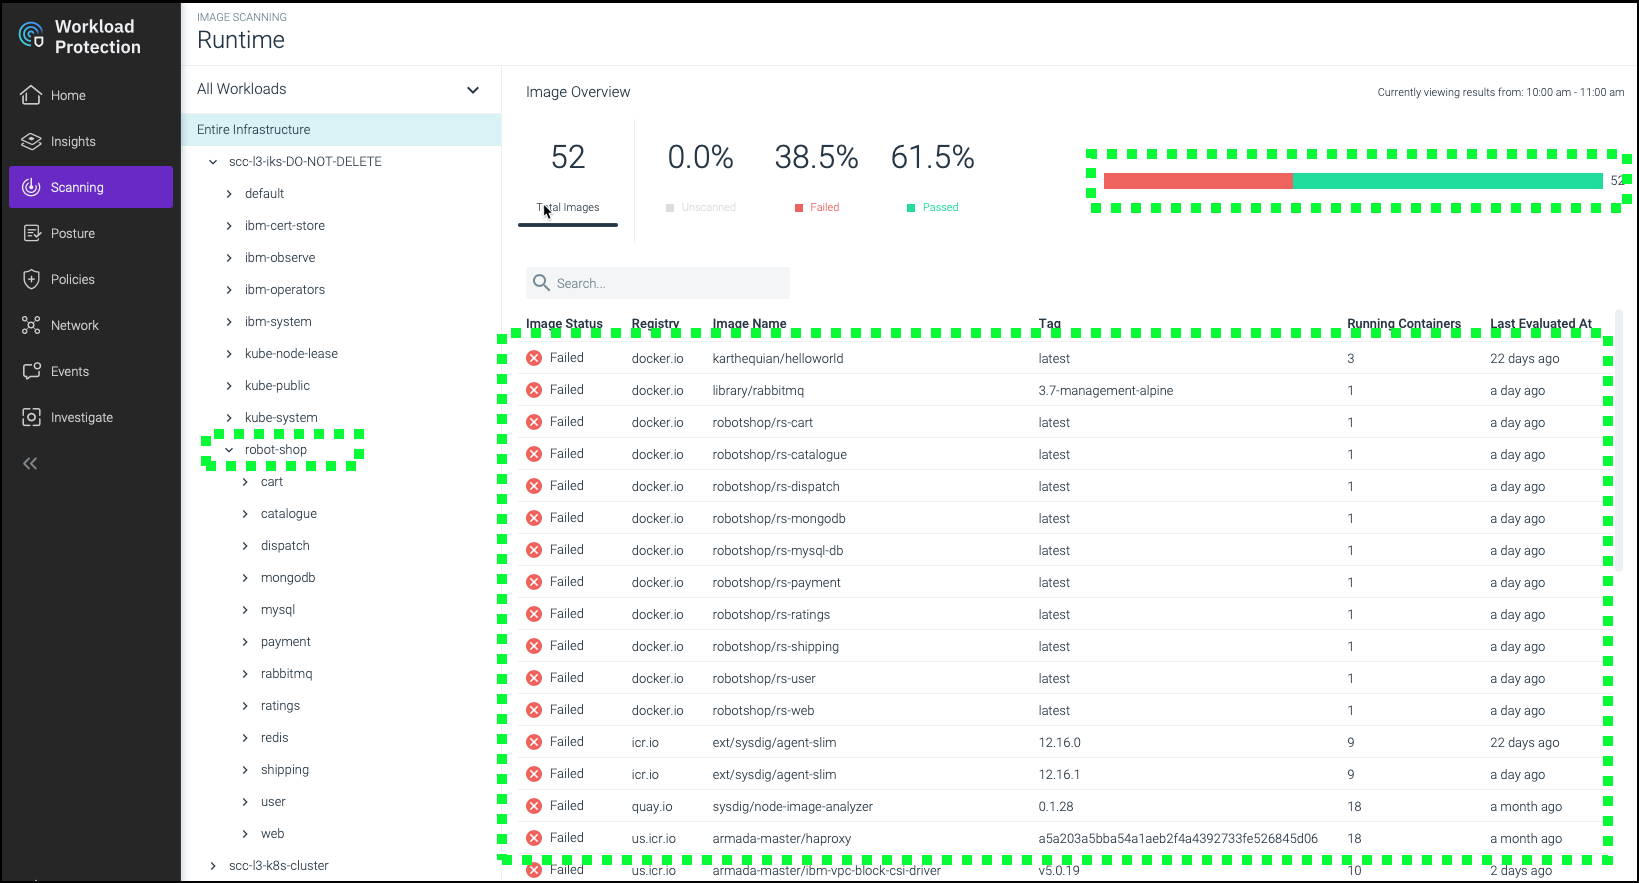 Workload
Protection
Home
Insights
Scanning
Posture
Policies
Network
Events
Investigate
IMAGE SCANNING
Runtime
All Workloads
Entire Infrastructure
scc-l3-iks-DO-NOT-DELETE
default
ibm-cert-store
ibm-observe
ibm-operators
ibm-system
kube-node-lease
kube-public
kube-system
robot-shop
cart
catalogue
dispatch
mongodb
mysql
payment
rabbitmq
ratings
redis
shipping
user
web
scc-l3-k8s-cluster
Image Overview
Currently viewing results from: 10:00 am - 11:00 am
52 0.0% 38.5% 61.5%
Total Images Unscanned Failed Passed
52
Search...
Image Status Registry Image Name Tag Running Containers Last Evaluated At
Failed docker.io karthequian/helloworld latest 3 22 days ago
Failed docker.io library/rabbitmq 3.7-management-alpine 1 a day ago
Failed docker.io robotshop/rs-cart latest 1 a day ago
Failed docker.io robotshop/rs-catalogue latest 1 a day ago
Failed docker.io robotshop/rs-dispatch latest 1 a day ago
Failed docker.io robotshop/rs-mongodb latest 1 a day ago
Failed docker.io robotshop/rs-mysql-db latest 1 a day ago
Failed docker.io robotshop/rs-payment latest 1 a day ago
Failed docker.io robotshop/rs-ratings latest 1 a day ago
Failed docker.io robotshop/rs-shipping latest 1 a day ago
Failed docker.io robotshop/rs-user latest 1 a day ago
Failed docker.io robotshop/rs-web latest 1 a day ago
Failed icr.io ext/sysdig/agent-slim 12.16.0 9 22 days ago
Failed icr.io ext/sysdig/agent-slim 12.16.1 9 a day ago
Failed quay.io sysdig/node-image-analyzer 0.1.28 18 a month ago
Failed us.icr.io armada-master/haproxy a5a203a5bba54a1aeb2f4a4392733fe526845d06 18 a month ago
Failed us.icr.io armada-master/ibm-vpc-block-csi-driver v5.0.19 10 2 days ago